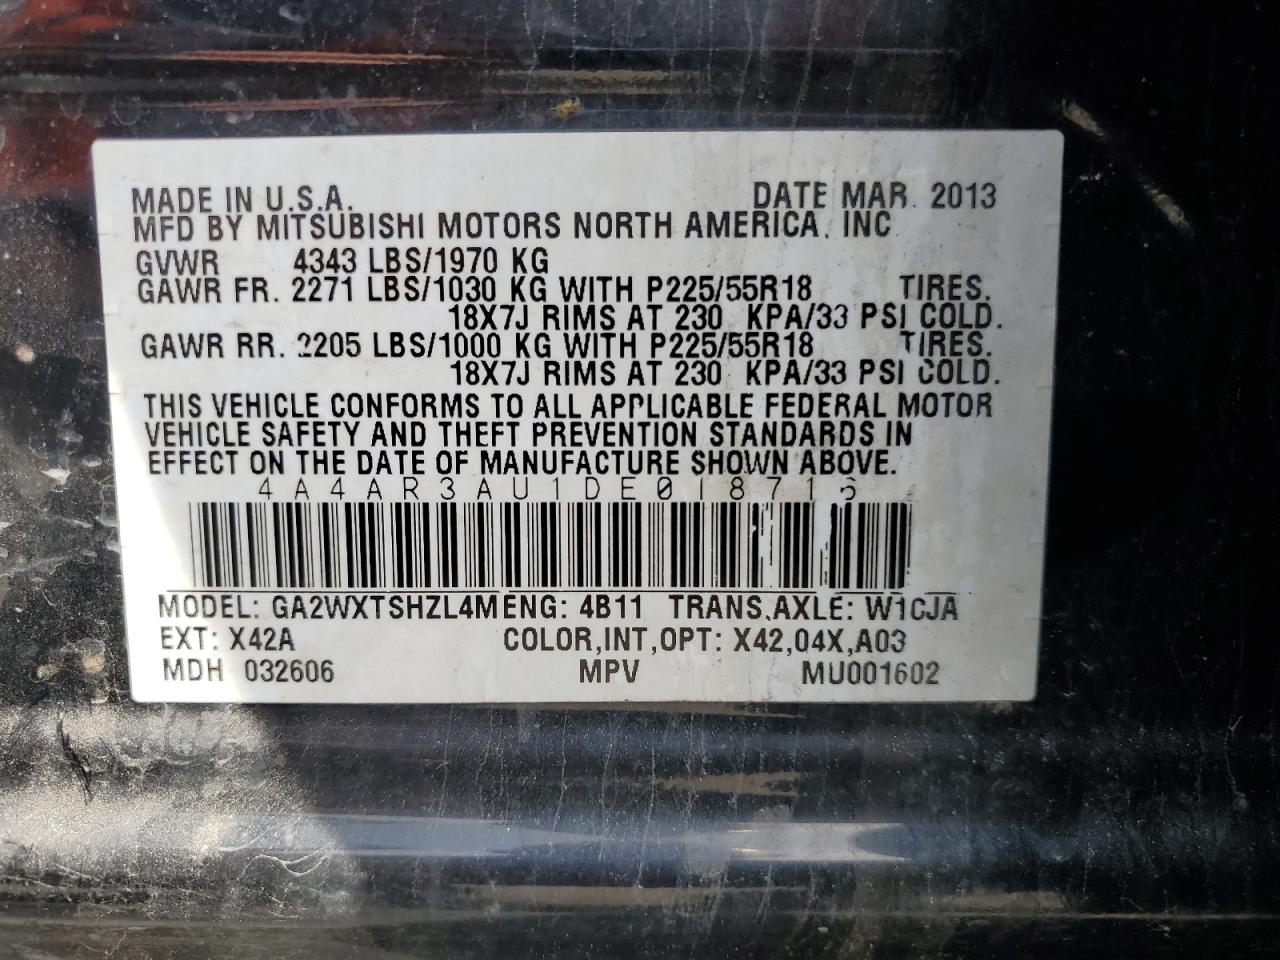 MADE IN U.S.A. DATE MAR. 2013
MFD BY MITSUBISHI MOTORS NORTH AMERICA, INC
GVWR 4343 LBS/1970 KG
GAWR FR. 2271 LBS/1030 KG WITH P225/55R18 TIRES.
18X7J RIMS AT 230 KPA/33 PSI COLD.
GAWR RR. 2205 LBS/1000 KG WITH P225/55R18 TIRES.
18X7J RIMS AT 230 KPA/33 PSI COLD.
THIS VEHICLE CONFORMS TO ALL APPLICABLE FEDERAL MOTOR
VEHICLE SAFETY AND THEFT PREVENTION STANDARDS IN
EFFECT ON THE DATE OF MANUFACTURE SHOWN ABOVE.
4A4AR3AU1DE018716
MODEL: GA2WXTSHZL4M ENG: 4B11 TRANS,AXLE: W1CJA
EXT: X42A COLOR,INT,OPT: X42,04X,A03
MDH 032606 MPV MU001602